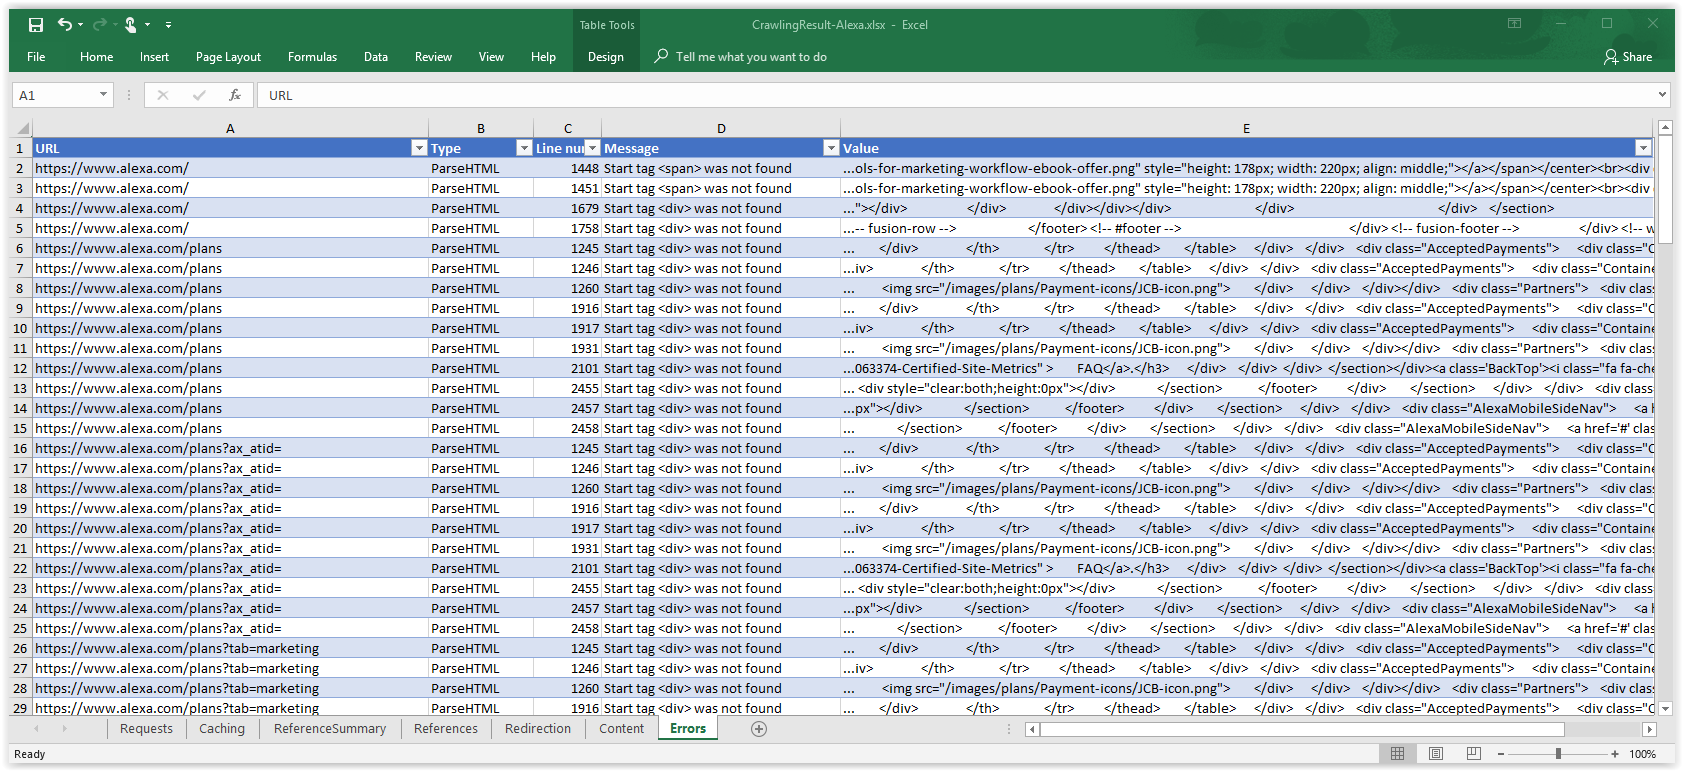 Table Tools
CrawlingResult-Alexa.xlsx - Excel
File Home Insert Page Layout Formulas Data Review View Help Design Tell me what you want to do Share
A1 fx URL
A B C D E
1 URL Type Line nur Message Value
2 https://www.alexa.com/ ParseHTML 1448 Start tag <span> was not found ...ols-for-marketing-workflow-ebook-offer.png" style="height: 178px; width: 220px; align: middle;"></a></span></center><br><div
3 https://www.alexa.com/ ParseHTML 1451 Start tag <div> was not found ...ols-for-marketing-workflow-ebook-offer.png" style="height: 178px; width: 220px; align: middle;"></a></span></center><br><div
4 https://www.alexa.com/ ParseHTML 1679 Start tag <div> was not found ..."></div> </div> </div></div></div> </div> </div> </section>
5 https://www.alexa.com/ ParseHTML 1758 Start tag <div> was not found ...-- fusion-row --> </footer> <!-- #footer --> </div> <!-- fusion-footer --> </div> <!-- w
6 https://www.alexa.com/plans ParseHTML 1245 Start tag <div> was not found ... </div> </th> </tr> </thead> </table> </div> </div> <div class="AcceptedPayments"> <div class="C
7 https://www.alexa.com/plans ParseHTML 1246 Start tag <div> was not found ...iv> </th> </tr> </thead> </table> </div> </div> <div class="AcceptedPayments"> <div class="Containe
8 https://www.alexa.com/plans ParseHTML 1260 Start tag <div> was not found ... <img src="/images/plans/Payment-icons/JCB-icon.png"> </div> </div> </div></div> <div class="Partners"> <div class="Clas
9 https://www.alexa.com/plans ParseHTML 1916 Start tag <div> was not found ... </div> </th> </tr> </thead> </table> </div> </div> <div class="AcceptedPayments"> <div class="C
10 https://www.alexa.com/plans ParseHTML 1917 Start tag <div> was not found ...iv> </th> </tr> </thead> </table> </div> </div> <div class="AcceptedPayments"> <div class="Containe
11 https://www.alexa.com/plans ParseHTML 1931 Start tag <div> was not found ... <img src="/images/plans/Payment-icons/JCB-icon.png"> </div> </div> </div></div> <div class="Partners"> <div clas
12 https://www.alexa.com/plans ParseHTML 2101 Start tag <div> was not found ...063374-Certified-Site-Metrics" > FAQ</a>.</h3> </div> </div> </div> </section></div><a class='BackTop'><i class="fa fa-che
13 https://www.alexa.com/plans ParseHTML 2455 Start tag <div> was not found ... <div style="clear:both;height:0px"></div> </section> </footer> </div> </section> </div> </div>
14 https://www.alexa.com/plans ParseHTML 2457 Start tag <div> was not found ...px"></div> </section> </footer> </div> </section> </div> </div> <div class="AlexaMobileSideNav"> <a h
15 https://www.alexa.com/plans ParseHTML 2458 Start tag <div> was not found ... </section> </footer> </div> </section> </div> </div> <div class="AlexaMobileSideNav"> <a href='#' clas
16 https://www.alexa.com/plans?ax_atid= ParseHTML 1245 Start tag <div> was not found ... </div> </th> </tr> </thead> </table> </div> </div> <div class="AcceptedPayments"> <div class="C
17 https://www.alexa.com/plans?ax_atid= ParseHTML 1246 Start tag <div> was not found ...iv> </th> </tr> </thead> </table> </div> </div> <div class="AcceptedPayments"> <div class="Containe
18 https://www.alexa.com/plans?ax_atid= ParseHTML 1260 Start tag <div> was not found ... <img src="/images/plans/Payment-icons/JCB-icon.png"> </div> </div> </div></div> <div class="Partners"> <div clas
19 https://www.alexa.com/plans?ax_atid= ParseHTML 1916 Start tag <div> was not found ... </div> </th> </tr> </thead> </table> </div> </div> <div class="AcceptedPayments"> <div class="C
20 https://www.alexa.com/plans?ax_atid= ParseHTML 1917 Start tag <div> was not found ...iv> </th> </tr> </thead> </table> </div> </div> <div class="AcceptedPayments"> <div class="Containe
21 https://www.alexa.com/plans?ax_atid= ParseHTML 1931 Start tag <div> was not found ... <img src="/images/plans/Payment-icons/JCB-icon.png"> </div> </div> </div></div> <div class="Partners"> <div clas
22 https://www.alexa.com/plans?ax_atid= ParseHTML 2101 Start tag <div> was not found ...063374-Certified-Site-Metrics" > FAQ</a>.</h3> </div> </div> </div> </section></div><a class='BackTop'><i class="fa fa-che
23 https://www.alexa.com/plans?ax_atid= ParseHTML 2455 Start tag <div> was not found ... <div style="clear:both;height:0px"></div> </section> </footer> </div> </section> </div> </div>
24 https://www.alexa.com/plans?ax_atid= ParseHTML 2457 Start tag <div> was not found ...px"></div> </section> </footer> </div> </section> </div> </div> <div class="AlexaMobileSideNav"> <a h
25 https://www.alexa.com/plans?ax_atid= ParseHTML 2458 Start tag <div> was not found ... </section> </footer> </div> </section> </div> </div> <div class="AlexaMobileSideNav"> <a href='#' clas
26 https://www.alexa.com/plans?tab=marketing ParseHTML 1245 Start tag <div> was not found ... </div> </th> </tr> </thead> </table> </div> </div> <div class="AcceptedPayments"> <div class="C
27 https://www.alexa.com/plans?tab=marketing ParseHTML 1246 Start tag <div> was not found ...iv> </th> </tr> </thead> </table> </div> </div> <div class="AcceptedPayments"> <div class="Containe
28 https://www.alexa.com/plans?tab=marketing ParseHTML 1260 Start tag <div> was not found ... <img src="/images/plans/Payment-icons/JCB-icon.png"> </div> </div> </div></div> <div class="Partners"> <div clas
29 https://www.alexa.com/plans?tab=marketing ParseHTML 1916 Start tag <div> was not found ... </div> </th> </tr> </thead> </table> </div> </div> <div class="AcceptedPayments"> <div class="C
Requests Caching ReferenceSummary References Redirection Content Errors
Ready 100%